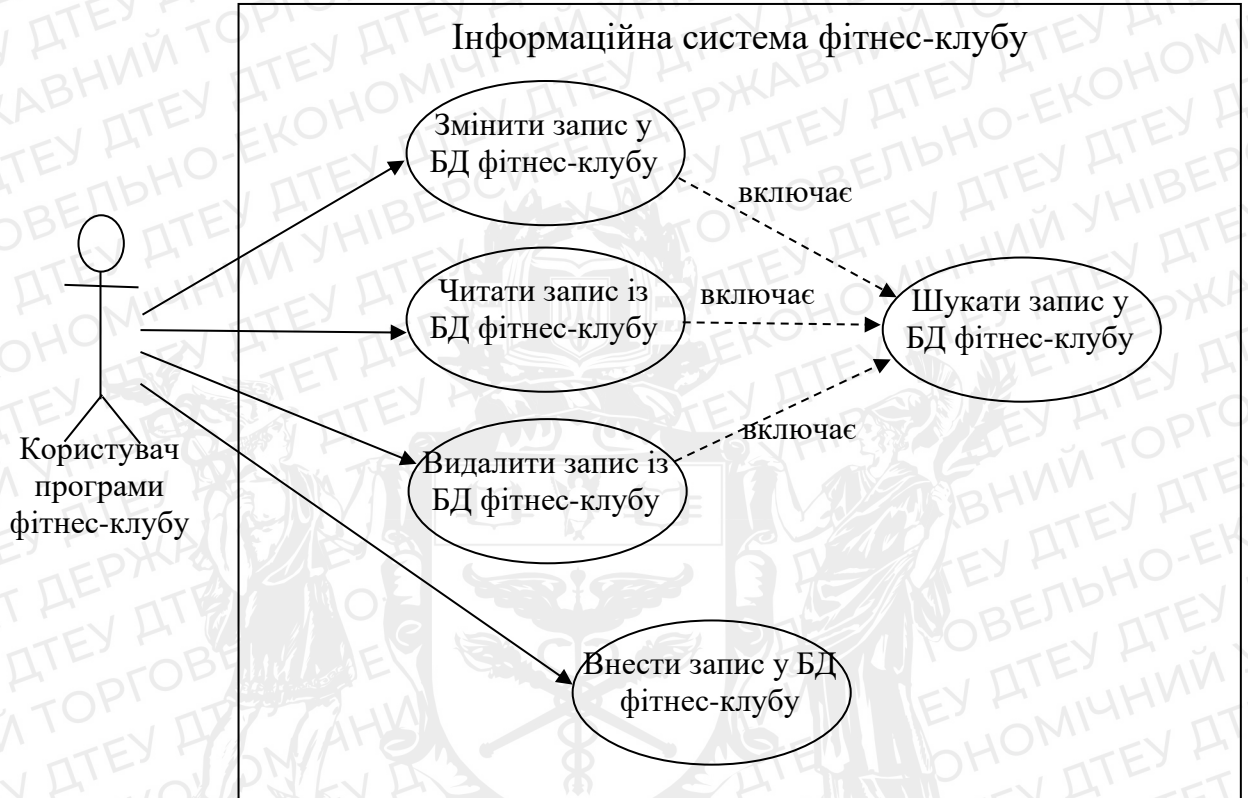 Інформаційна система фітнес-клубу
Змінити запис у
БД фітнес-клубу
включає
Читати запис із
БД фітнес-клубу
включає
Шукати запис у
БД фітнес-клубу
Видалити запис із
БД фітнес-клубу
включає
Користувач
програми
фітнес-клубу
Внести запис у БД
фітнес-клубу